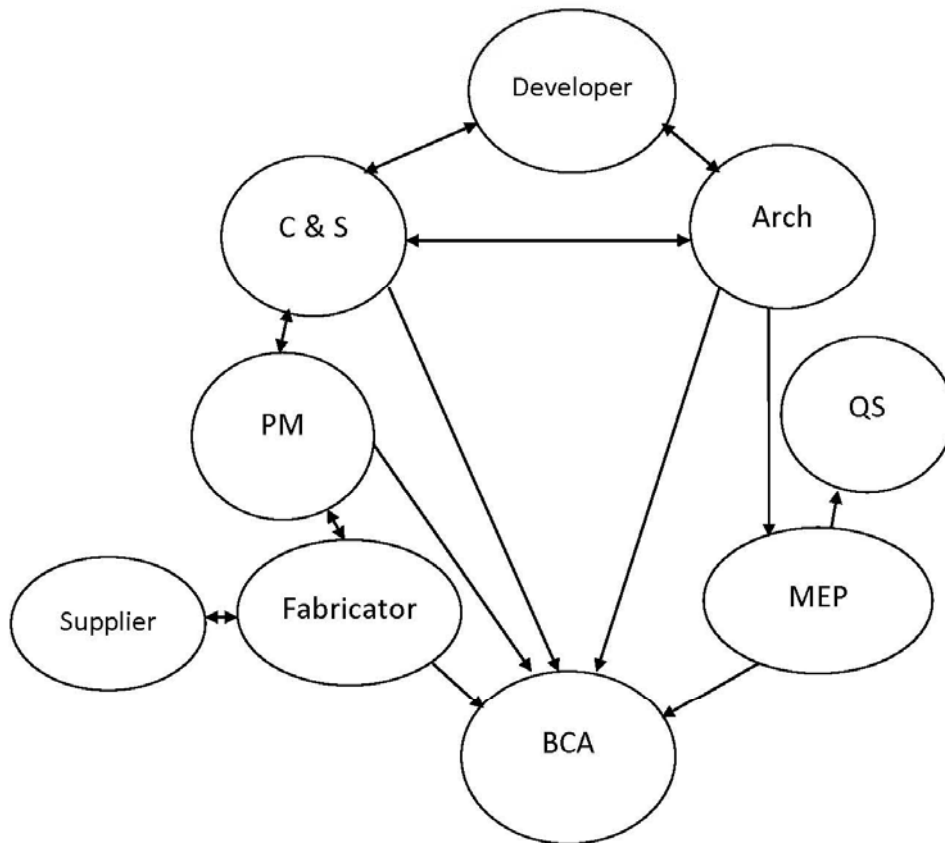 Developer
C & S
Arch
PM
QS
Supplier
Fabricator
MEP
BCA